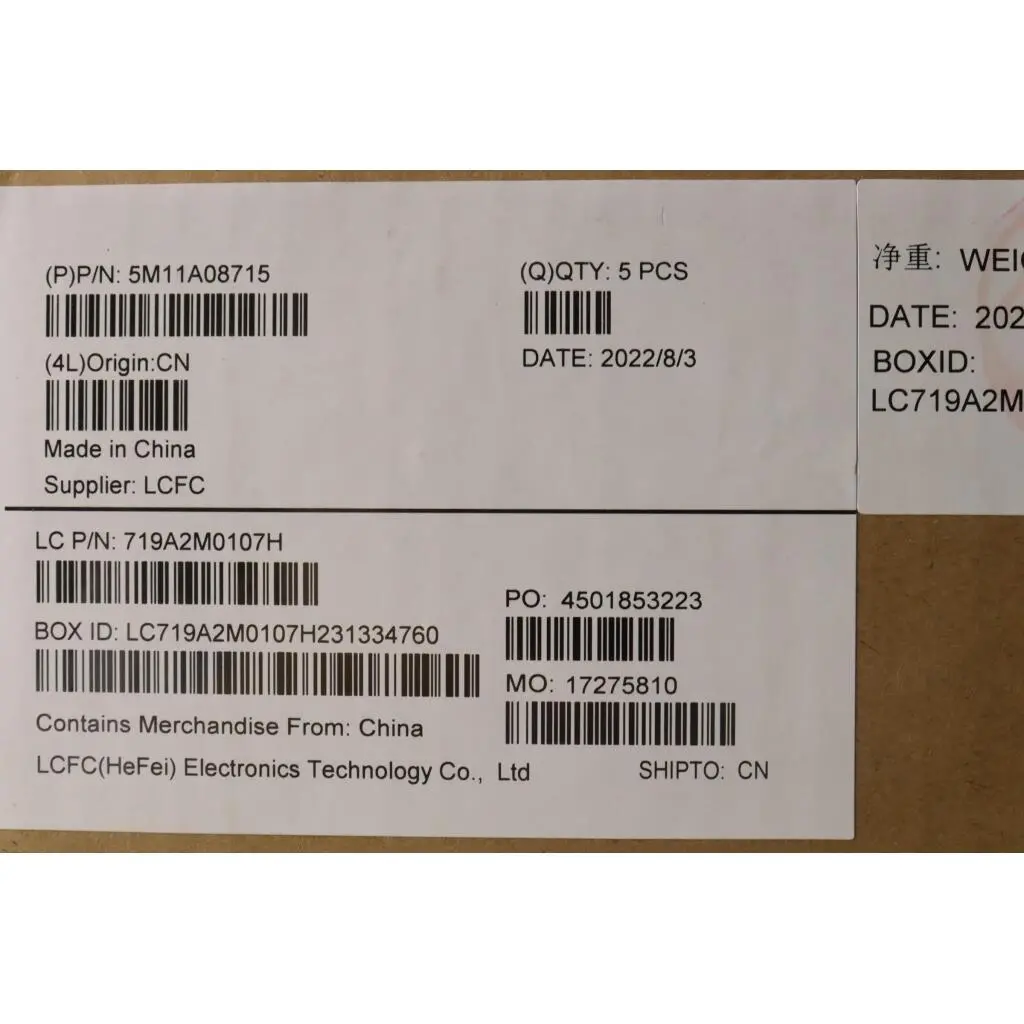 (P)P/N: 5M11A08715
(Q)QTY: 5 PCS
(4L)Origin:CN
DATE: 2022/8/3
Made in China
Supplier: LCFC
LC P/N: 719A2M0107H
PO: 4501853223
BOX ID: LC719A2M0107H231334760
MO: 17275810
Contains Merchandise From: China
LCFC(HeFei) Electronics Technology Co., Ltd
SHIPTO: CN
净重:
DATE: 202
BOXID:
LC719A2M